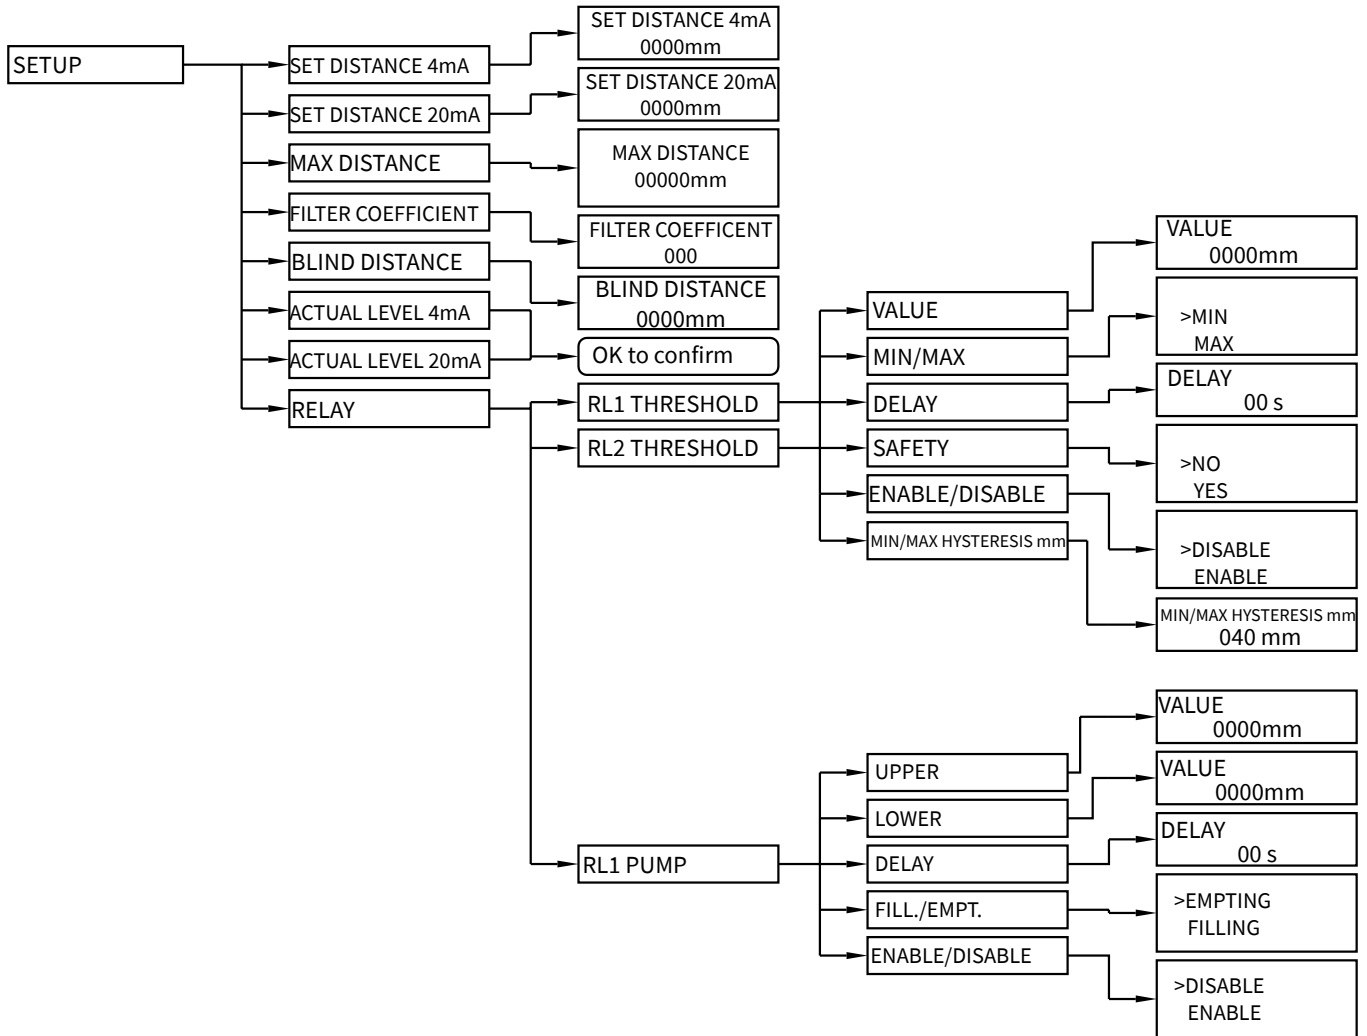 SETUP
SET DISTANCE 4mA
SET DISTANCE 20mA
MAX DISTANCE
FILTER COEFFICIENT
BLIND DISTANCE
ACTUAL LEVEL 4mA
ACTUAL LEVEL 20mA
RELAY
SET DISTANCE 4mA
0000mm
SET DISTANCE 20mA
0000mm
MAX DISTANCE
00000mm
FILTER COEFFICENT
000
BLIND DISTANCE
0000mm
OK to confirm
RL1 THRESHOLD
RL2 THRESHOLD
RL1 PUMP
VALUE
MIN/MAX
DELAY
SAFETY
ENABLE/DISABLE
MIN/MAX HYSTERESIS mm
VALUE
0000mm
>MIN
MAX
DELAY
00 s
>NO
YES
>DISABLE
ENABLE
MIN/MAX HYSTERESIS mm
040 mm
UPPER
LOWER
DELAY
FILL./EMPT.
ENABLE/DISABLE
VALUE
0000mm
VALUE
0000mm
DELAY
00 s
>EMPTING
FILLING
>DISABLE
ENABLE